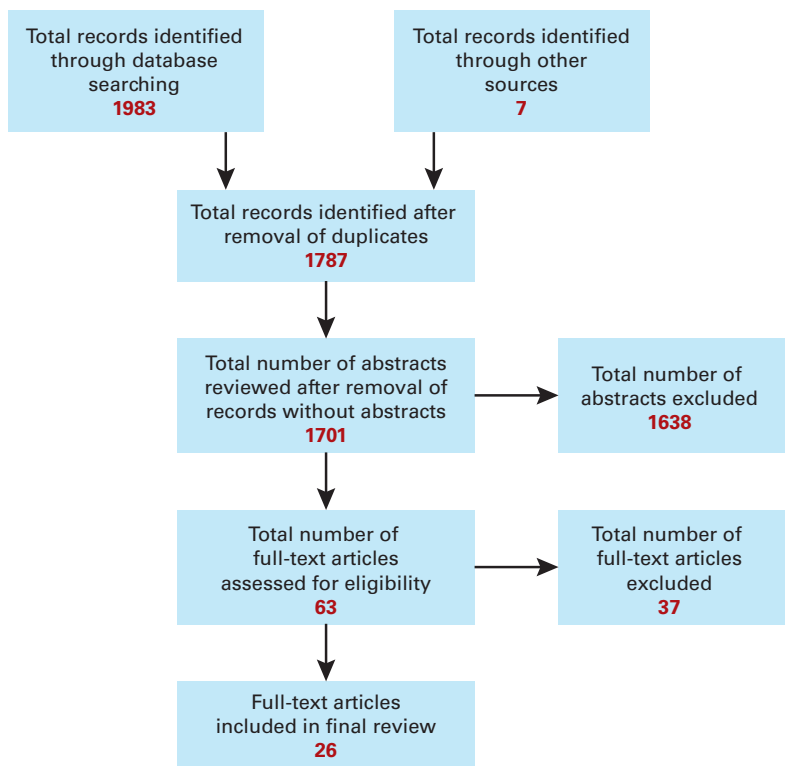 Total records identified
through database
searching
1983
Total records identified
through other
sources
7
Total records identified after
removal of duplicates
1787
Total number of abstracts
reviewed after removal of
records without abstracts
1701
Total number of
abstracts excluded
1638
Total number of
full-text articles
assessed for eligibility
63
Total number of
full-text articles
excluded
37
Full-text articles
included in final review
26